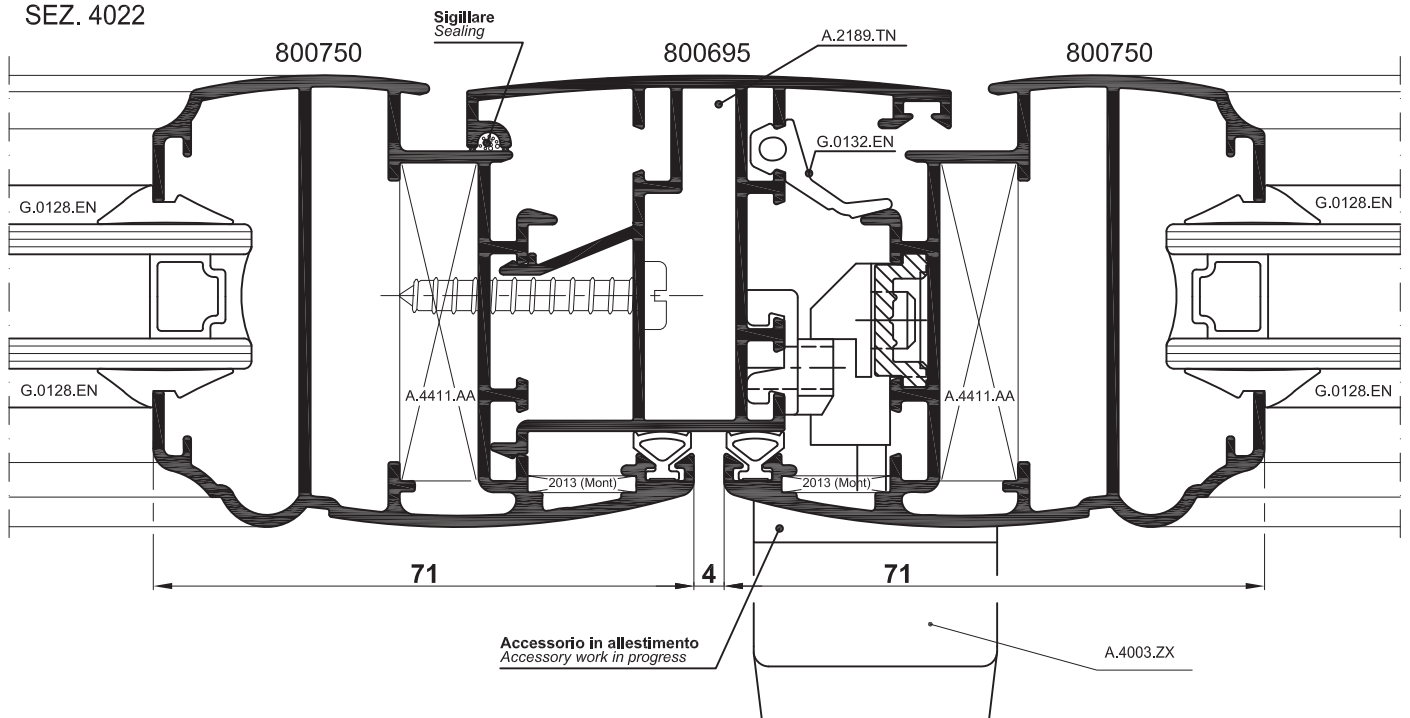 SEZ. 4022
Sigillare
Sealing
800750
800695
A.2189.TN
800750
G.0132.EN
G.0128.EN
G.0128.EN
G.0128.EN
A.4411.AA
A.4411.AA
G.0128.EN
2013 (Mont)
2013 (Mont)
71
4
71
Accessorio in allestimento
Accessory work in progress
A.4003.ZX